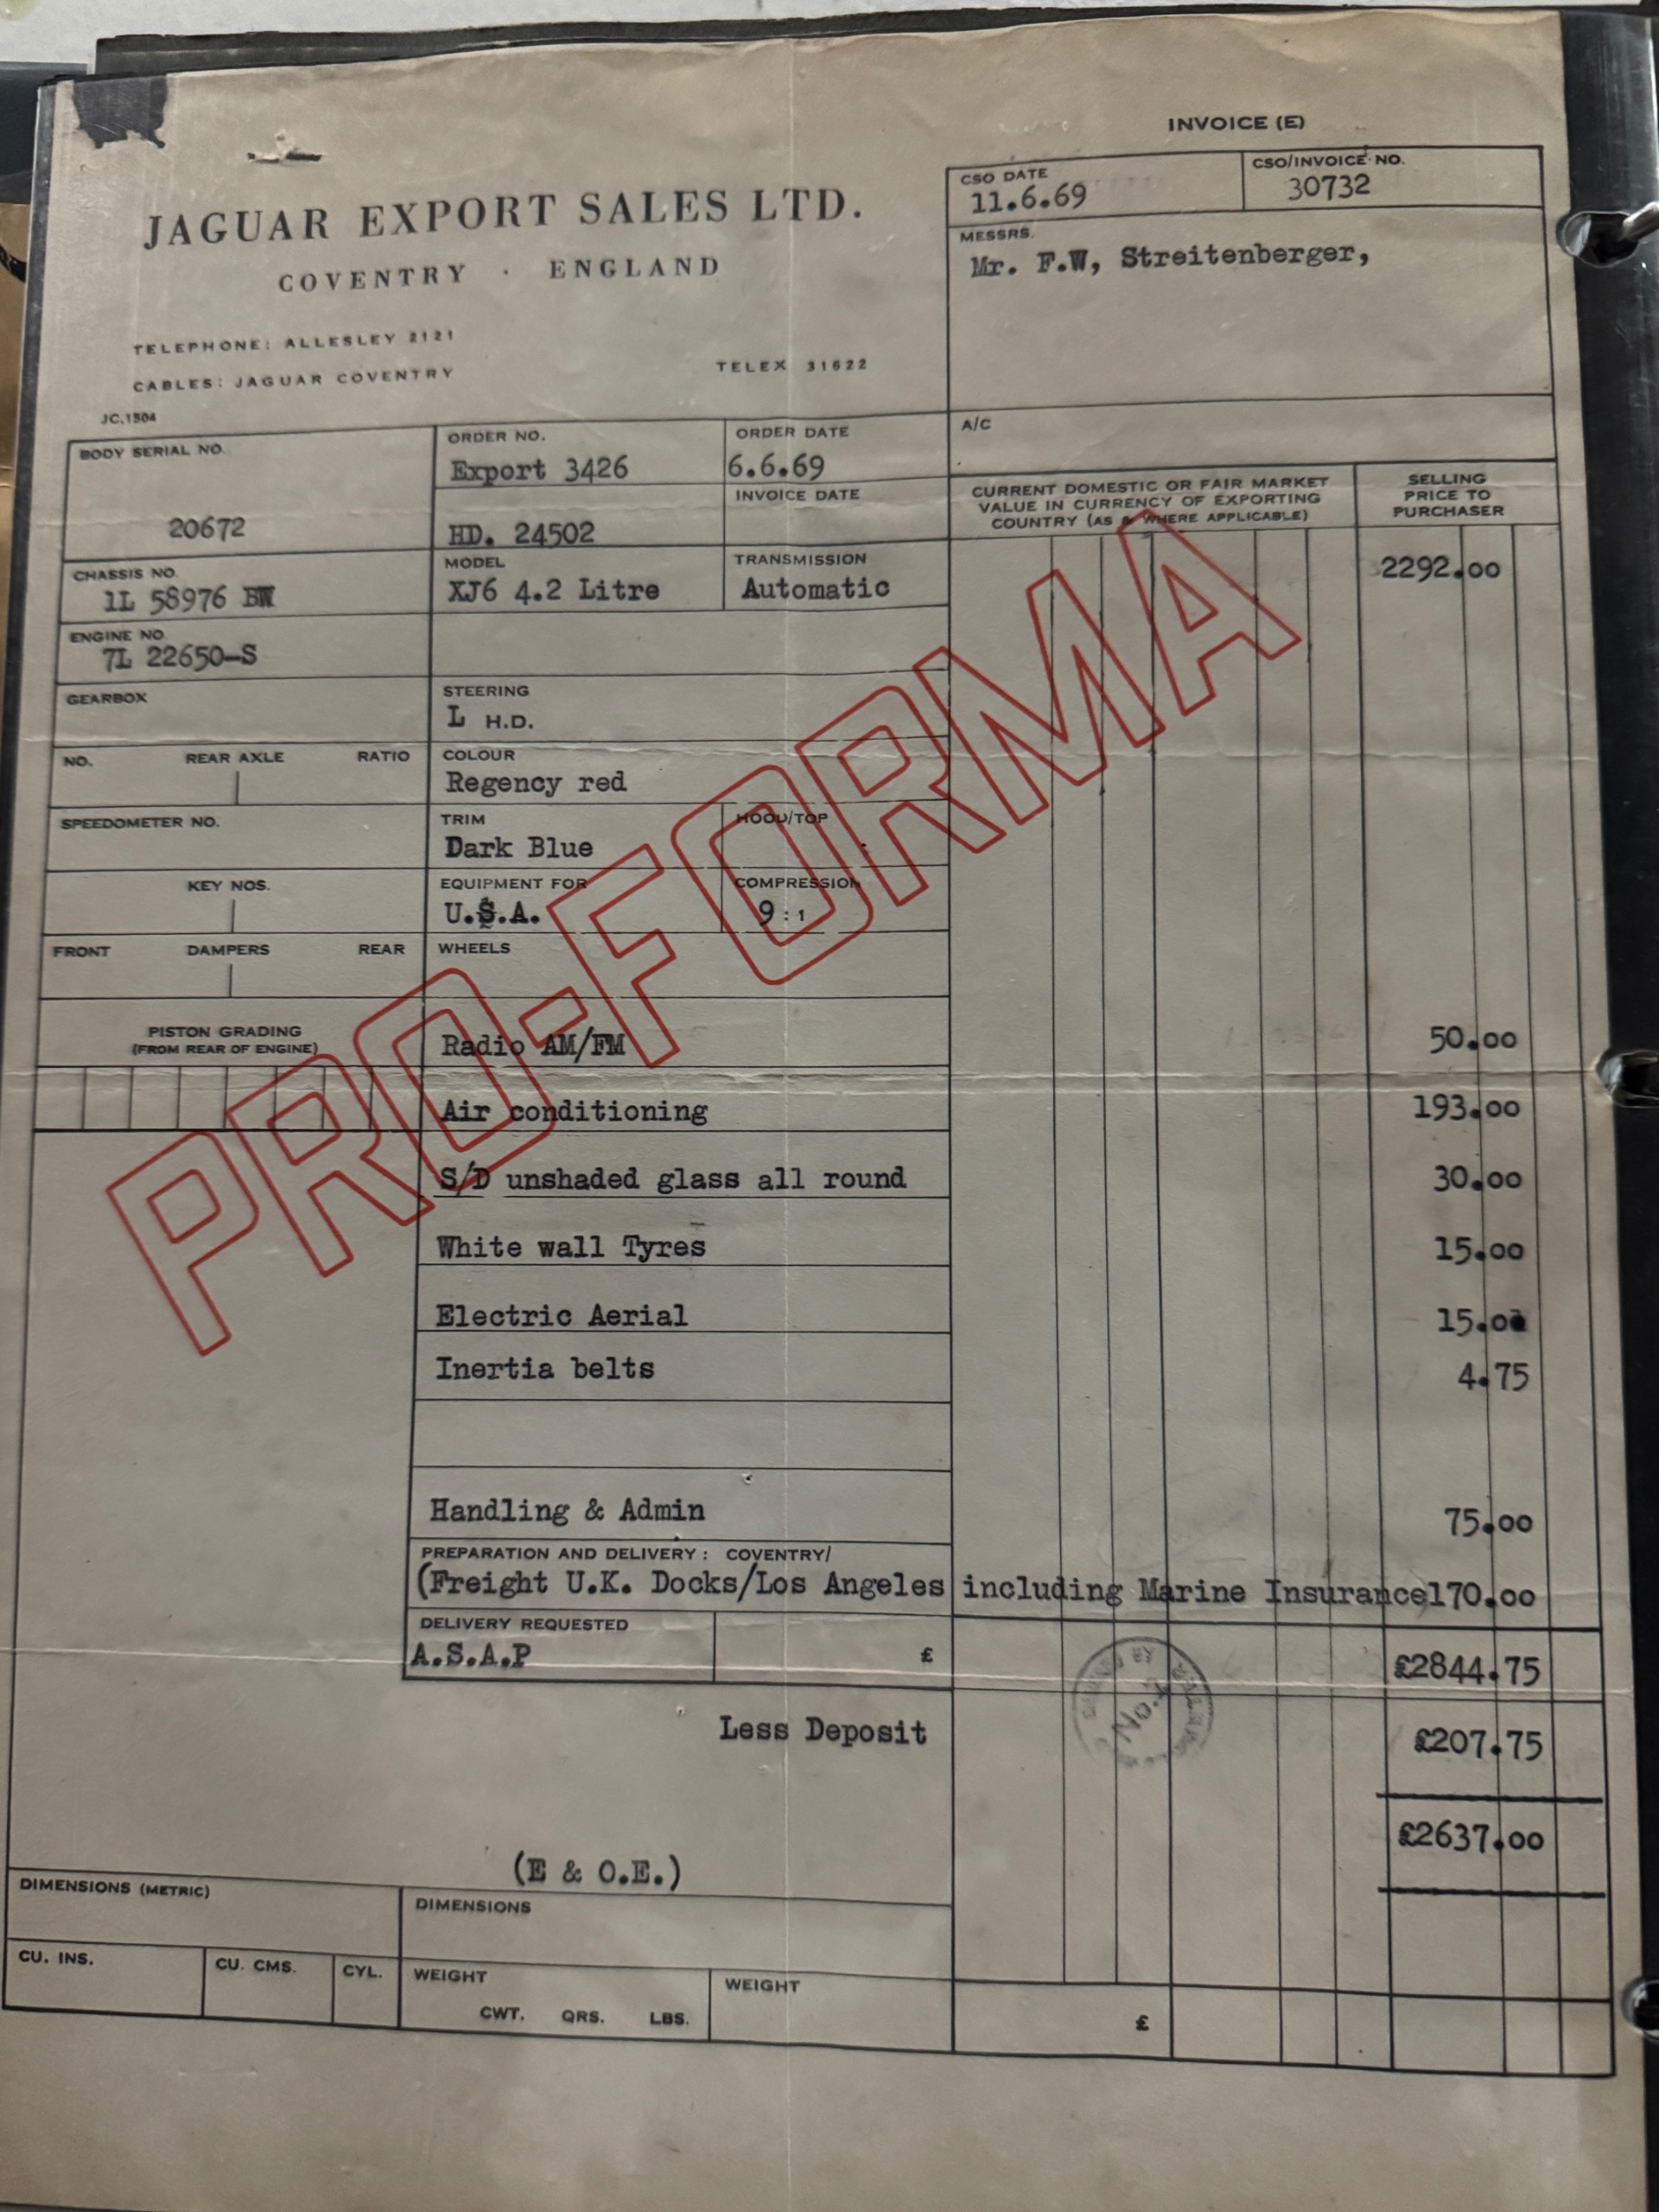 INVOICE (E)
CSO DATE
11.6.69
CSO/INVOICE NO.
30732
JAGUAR EXPORT SALES LTD.
COVENTRY · ENGLAND
MESSRS.
Mr. F.W, Streitenberger,
TELEPHONE: ALLESLEY 2121
CABLES: JAGUAR COVENTRY
TELEX 31622
JC.1504
A/C
BODY SERIAL NO.
20672
ORDER NO.
Export 3426
ORDER DATE
6.6.69
HD. 24502
INVOICE DATE
CURRENT DOMESTIC OR FAIR MARKET
VALUE IN CURRENCY OF EXPORTING
COUNTRY (AS & WHERE APPLICABLE)
SELLING
PRICE TO
PURCHASER
CHASSIS NO.
1L 58976 BW
MODEL
XJ6 4.2 Litre
TRANSMISSION
Automatic
2292.00
ENGINE NO.
7L 22650-S
GEARBOX
STEERING
L H.D.
NO. REAR AXLE RATIO
COLOUR
Regency red
SPEEDOMETER NO.
TRIM
Dark Blue
HOOD/TOP
KEY NOS.
EQUIPMENT FOR
U.S.A.
COMPRESSION
9 : 1
FRONT DAMPERS REAR
WHEELS
PRO-FORMA
PISTON GRADING
(FROM REAR OF ENGINE)
Radio AM/FM 50.00
Air conditioning 193.00
S/D unshaded glass all round 30.00
White wall Tyres 15.00
Electric Aerial 15.00
Inertia belts 4.75
Handling & Admin 75.00
PREPARATION AND DELIVERY : COVENTRY/
(Freight U.K. Docks/Los Angeles including Marine Insurance170.00
DELIVERY REQUESTED
A.S.A.P
£ £2844.75
Less Deposit £207.75
£2637.00
(E & O.E.)
DIMENSIONS (METRIC)
DIMENSIONS
CU. INS. CU. CMS. CYL.
WEIGHT
CWT. QRS. LBS.
WEIGHT
£